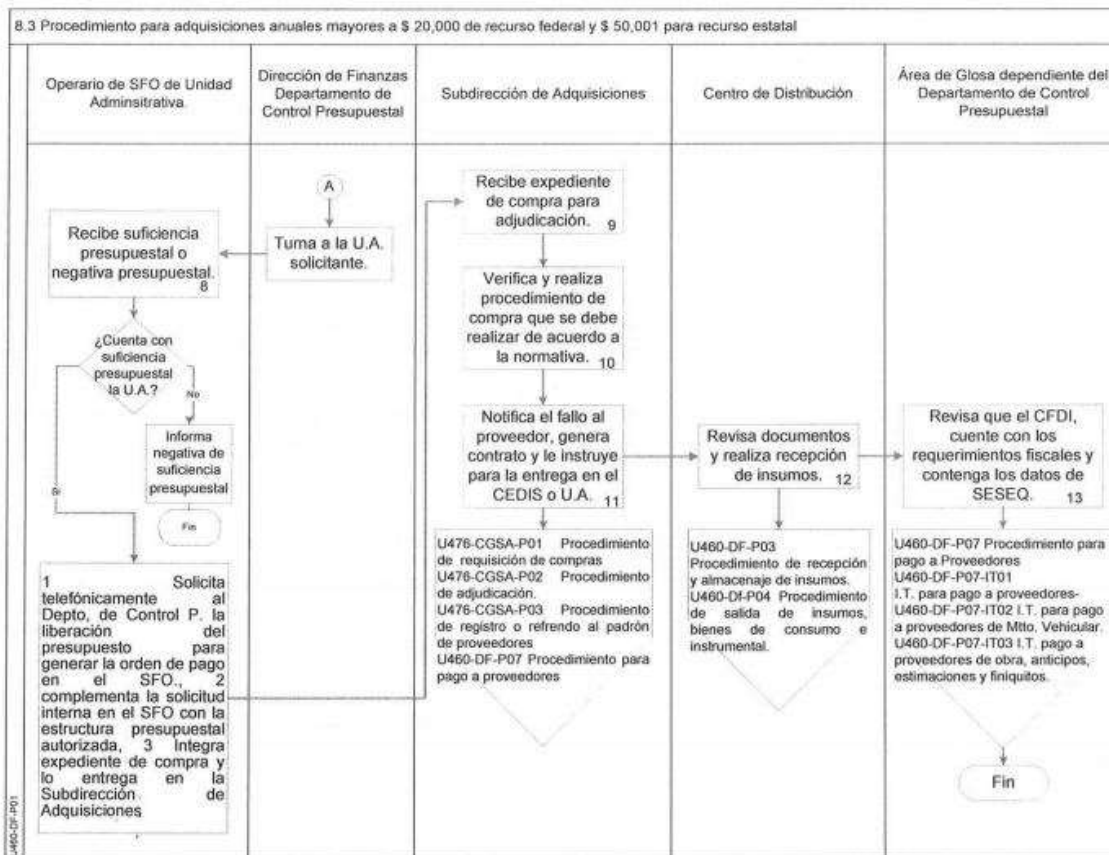 8.3 Procedimiento para adquisiciones anuales mayores a $ 20,000 de recurso federal y $ 50,001 para recurso estatal
Operario de SFO de Unidad
Adminsitrativa
Dirección de Finanzas
Departamento de
Control Presupuestal
Subdirección de Adquisiciones
Centro de Distribución
Área de Glosa dependiente del
Departamento de Control
Presupuestal
A
Turna a la U.A.
solicitante.
Recibe suficiencia
presupuestal o
negativa presupuestal.
8
¿Cuenta con
suficiencia
presupuestal
la U.A.?
No
Si
Informa
negativa de
suficiencia
presupuestal
Fin
1 Solicita
telefónicamente al
Depto, de Control P. la
liberación del
presupuesto para
generar la orden de pago
en el SFO., 2
complementa la solicitud
interna en el SFO con la
estructura presupuestal
autorizada, 3 Integra
expediente de compra y
lo entrega en la
Subdirección de
Adquisiciones
Recibe expediente
de compra para
adjudicación.
9
Verifica y realiza
procedimiento de
compra que se debe
realizar de acuerdo a
la normativa.
10
Notifica el fallo al
proveedor, genera
contrato y le instruye
para la entrega en el
CEDIS o U.A.
11
U476-CGSA-P01 Procedimiento
de requisición de compras
U476-CGSA-P02 Procedimiento
de adjudicación.
U476-CGSA-P03 Procedimiento
de registro o refrendo al padrón
de proveedores
U460-DF-P07 Procedimiento para
pago a proveedores
Revisa documentos
y realiza recepción
de insumos.
12
U460-DF-P03
Procedimiento de recepción
y almacenaje de insumos.
U460-Df-P04 Procedimiento
de salida de insumos,
bienes de consumo e
instrumental.
Revisa que el CFDI,
cuente con los
requerimientos fiscales y
contenga los datos de
SESEQ.
13
U460-DF-P07 Procedimiento para
pago a Proveedores
U460-DF-P07-IT01
I.T. para pago a proveedores-
U460-DF-P07-IT02 I.T. para pago
a proveedores de Mtto. Vehicular.
U460-DF-P07-IT03 I.T. pago a
proveedores de obra, anticipos,
estimaciones y finiquitos.
Fin
U460-DF-P01